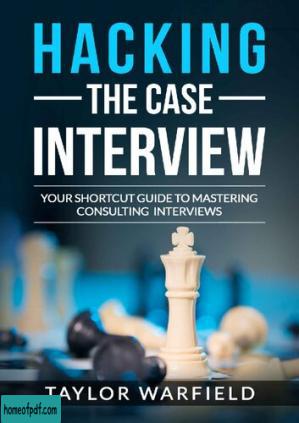 HACKING
THE CASE
INTERVIEW
YOUR SHORTCUT GUIDE TO MASTERING
CONSULTING INTERVIEWS
TAYLOR WARFIELD
homeofpdf.com